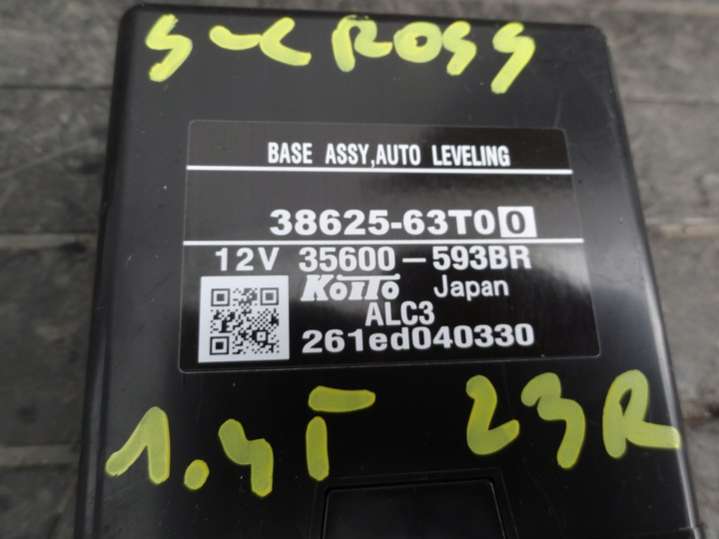 S-CROSS
BASE ASSY,AUTO LEVELING
38625-63T00
12V 35600-593BR
KOITO Japan
ALC3
261ed040330
1.4T 23R